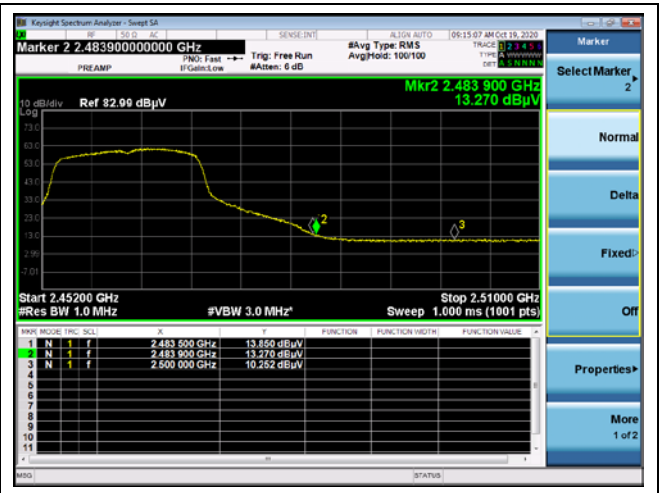 Keysight Spectrum Analyzer - Swept SA
RF 50 Ω AC SENSE:INT ALIGN AUTO 09:15:07 AM Oct 19, 2020
Marker 2 2.483900000000 GHz
PREAMP
PNO: Fast
IFGain:Low
Trig: Free Run
#Atten: 6 dB
#Avg Type: RMS
Avg|Hold: 100/100
TRACE 1 2 3 4 5 6
TYPE A WWWWW
DET A S N N N N
Mkr2 2.483 900 GHz
13.270 dBµV
10 dB/div Ref 82.99 dBµV
Log
73.0
63.0
53.0
43.0
33.0
23.0
13.0
2.99
-7.01
2
3
Start 2.45200 GHz Stop 2.51000 GHz
#Res BW 1.0 MHz #VBW 3.0 MHz* Sweep 1.000 ms (1001 pts)
MKR MODE TRC SCL X Y FUNCTION FUNCTION WIDTH FUNCTION VALUE
1 N 1 f 2.483 500 GHz 13.850 dBuV
2 N 1 f 2.483 900 GHz 13.270 dBuV
3 N 1 f 2.500 000 GHz 10.252 dBuV
4
5
6
7
8
9
10
11
MSG STATUS
Marker
Select Marker
2
Normal
Delta
Fixed
Off
Properties
More
1 of 2